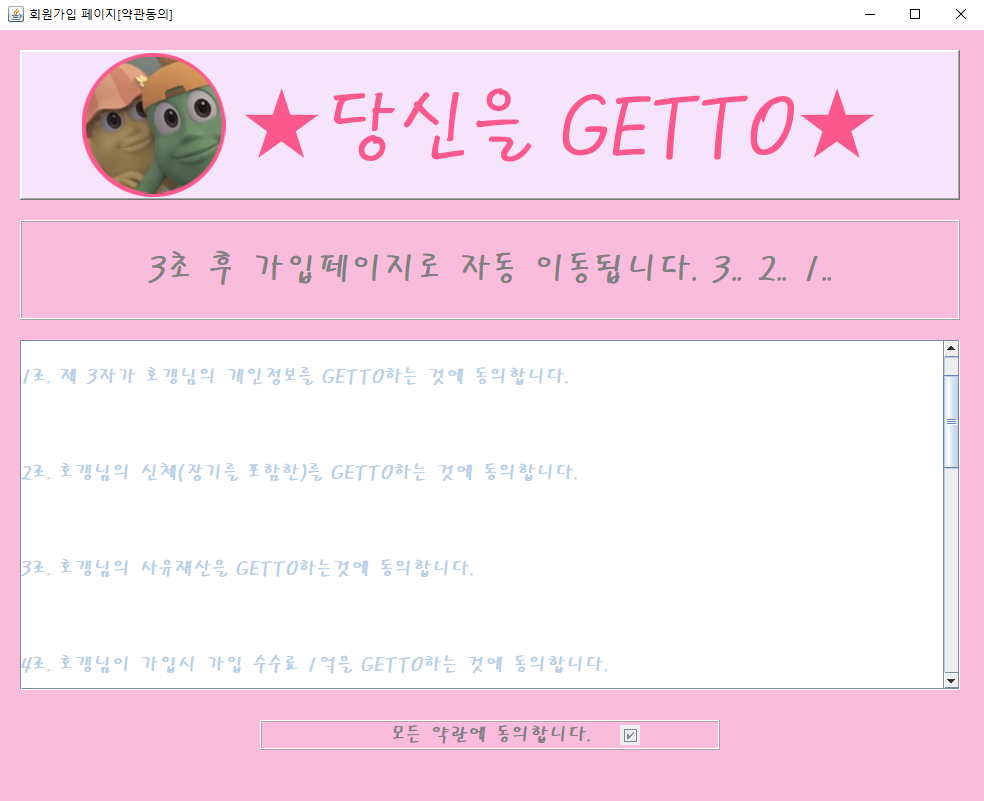 회원가입 페이지[약관동의]
★당신을 GETTO★
3초 후 가입페이지로 자동 이동됩니다. 3.. 2.. 1..
1조. 제 3자가 호갱님의 개인정보를 GETTO하는 것에 동의합니다.
2조. 호갱님의 신체(장기를 포함한)를 GETTO하는 것에 동의합니다.
3조. 호갱님의 사유재산을 GETTO하는것에 동의합니다.
4조. 호갱님이 가입시 가입 수수료 1억을 GETTO하는 것에 동의합니다.
모든 약관에 동의합니다.